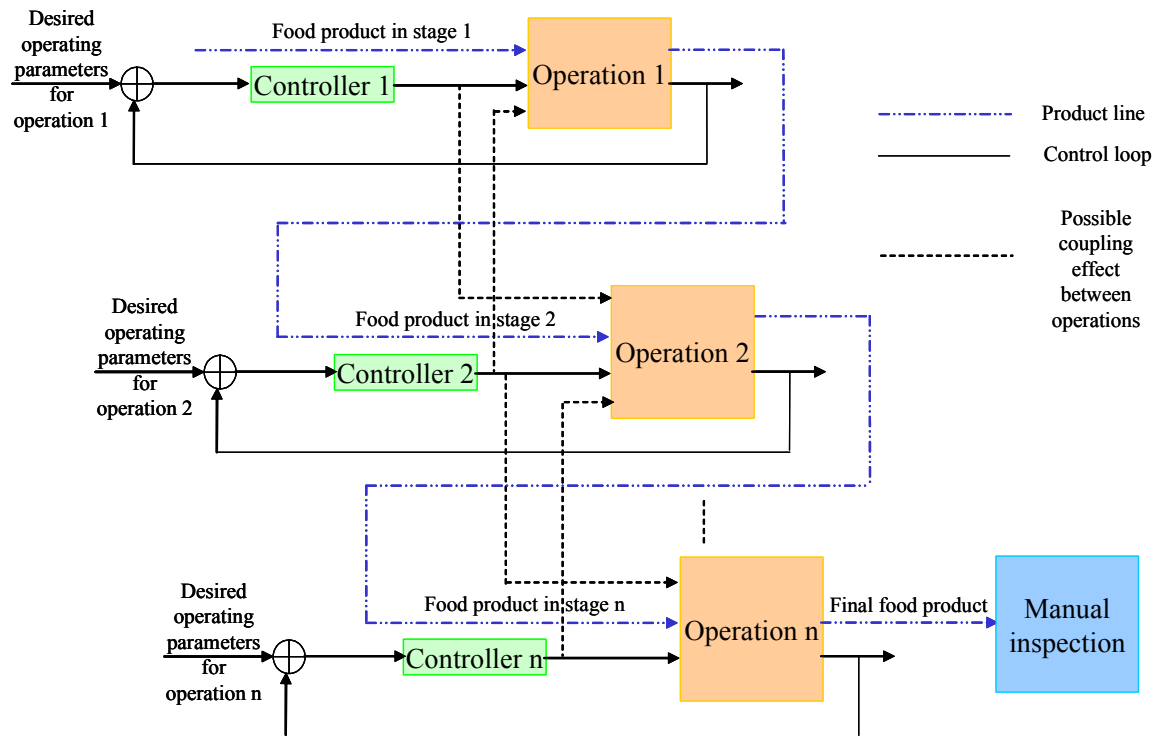 Desired
operating
parameters
for
operation 1
Food product in stage 1
Controller 1
Operation 1
Product line
Control loop
Possible
coupling
effect
between
operations
Desired
operating
parameters
for
operation 2
Food product in stage 2
Controller 2
Operation 2
Desired
operating
parameters
for
operation n
Food product in stage n
Controller n
Operation n
Final food product
Manual
inspection